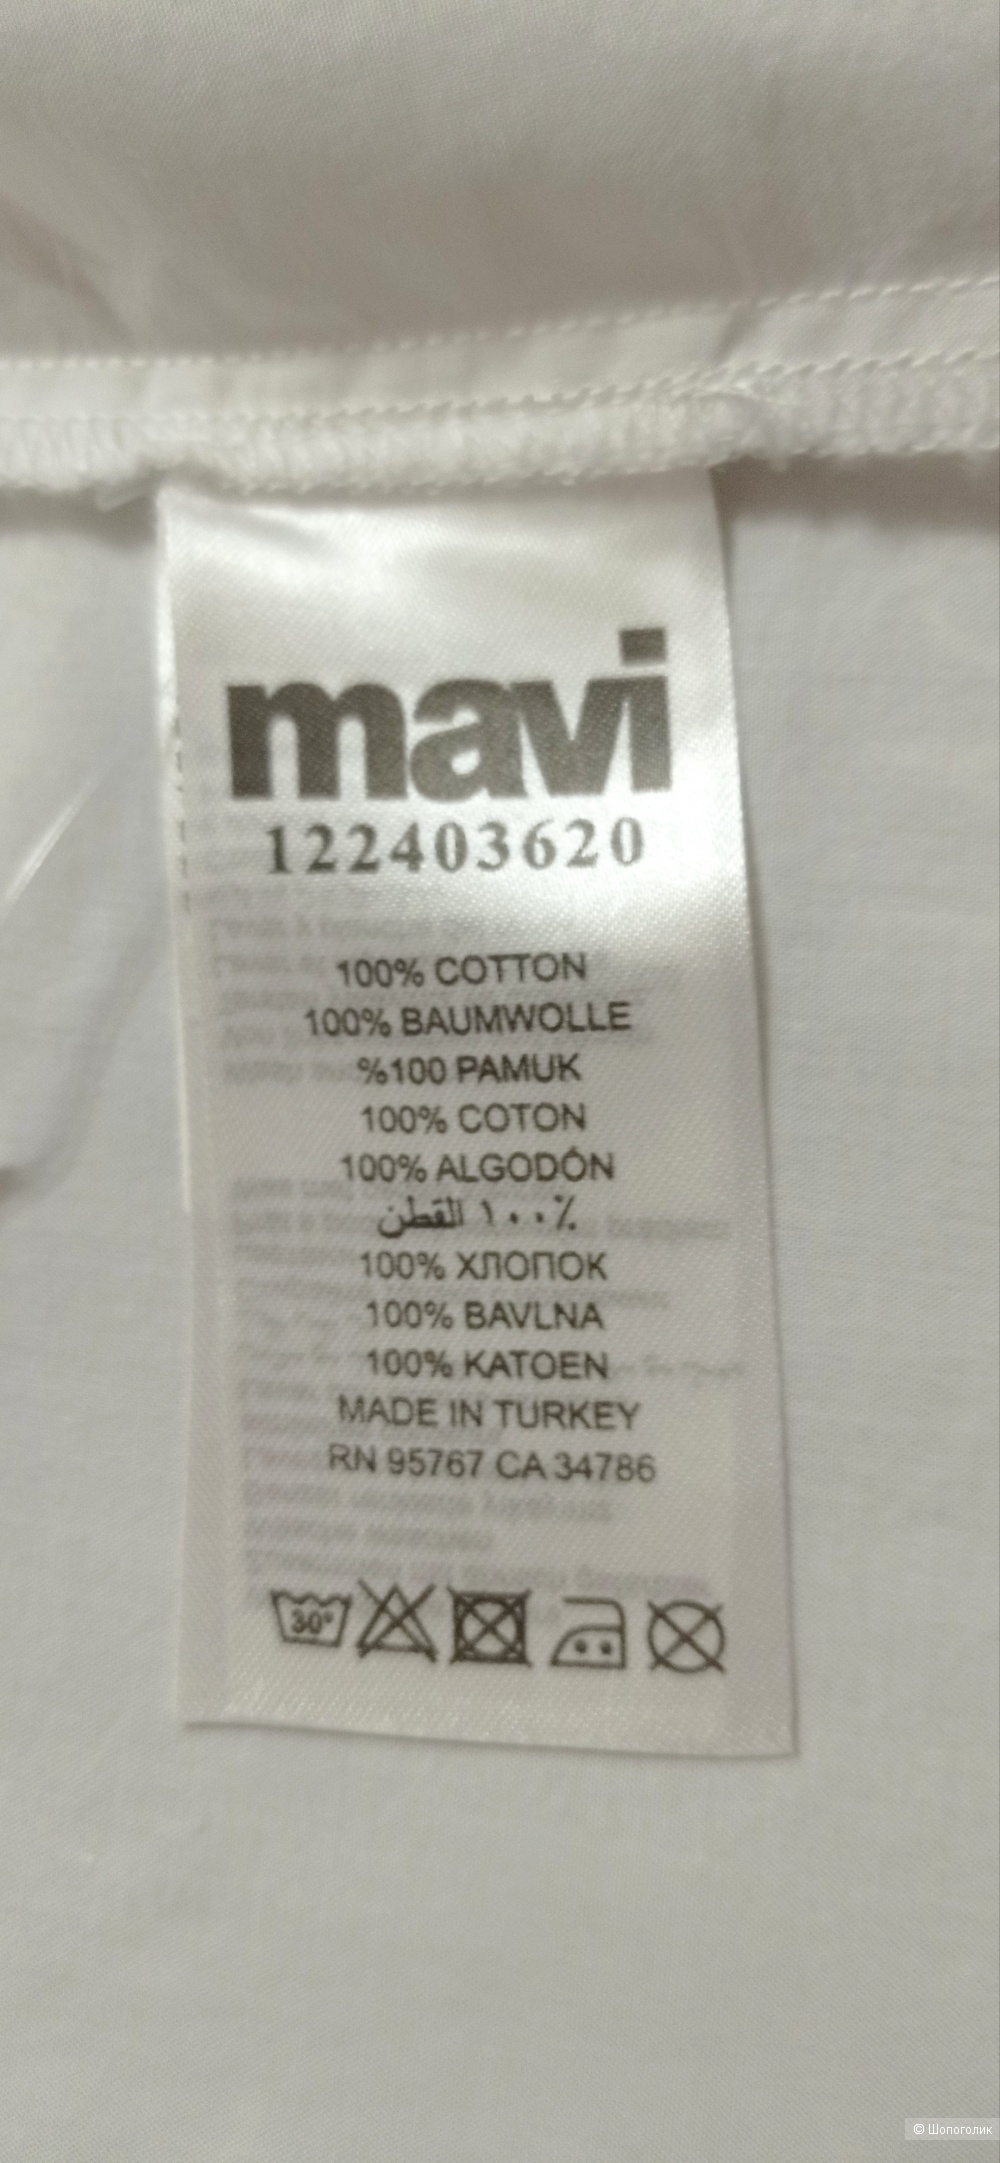 mavi
122403620
100% COTTON
100% BAUMWOLLE
%100 PAMUK
100% COTON
100% ALGODÓN
٪١٠٠ القطن
100% ХЛОПОК
100% BAVLNA
100% KATOEN
MADE IN TURKEY
RN 95767 CA 34786
30°
© Шопоголик